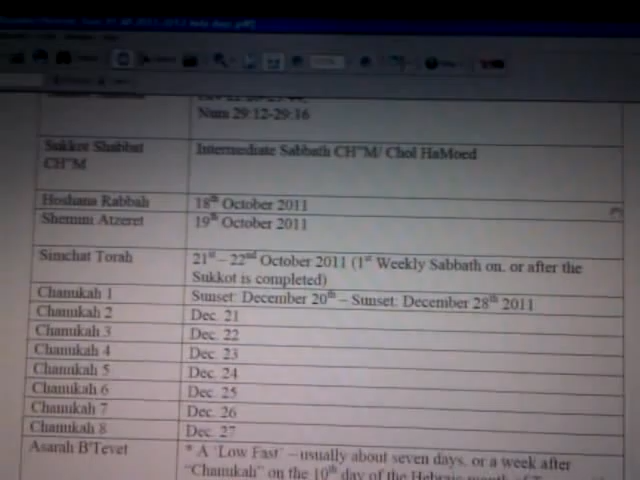 Num 29:12-29:16
Sukkot Shabbat
CH"M
Intermediate Sabbath CH"M/ Chol HaMoed
Hoshana Rabbah
18th October 2011
Shemini Atzeret
19th October 2011
Simchat Torah
21st – 22nd October 2011 (1st Weekly Sabbath on, or after the
Sukkot is completed)
Chanukah 1
Sunset: December 20th – Sunset: December 28th 2011
Chanukah 2
Dec. 21
Chanukah 3
Dec. 22
Chanukah 4
Dec. 23
Chanukah 5
Dec. 24
Chanukah 6
Dec. 25
Chanukah 7
Dec. 26
Chanukah 8
Dec. 27
Asarah B'Tevet
* A 'Low Fast' – usually about seven days, or a week after
"Chanukah" on the 10th day of the Hebraic month of